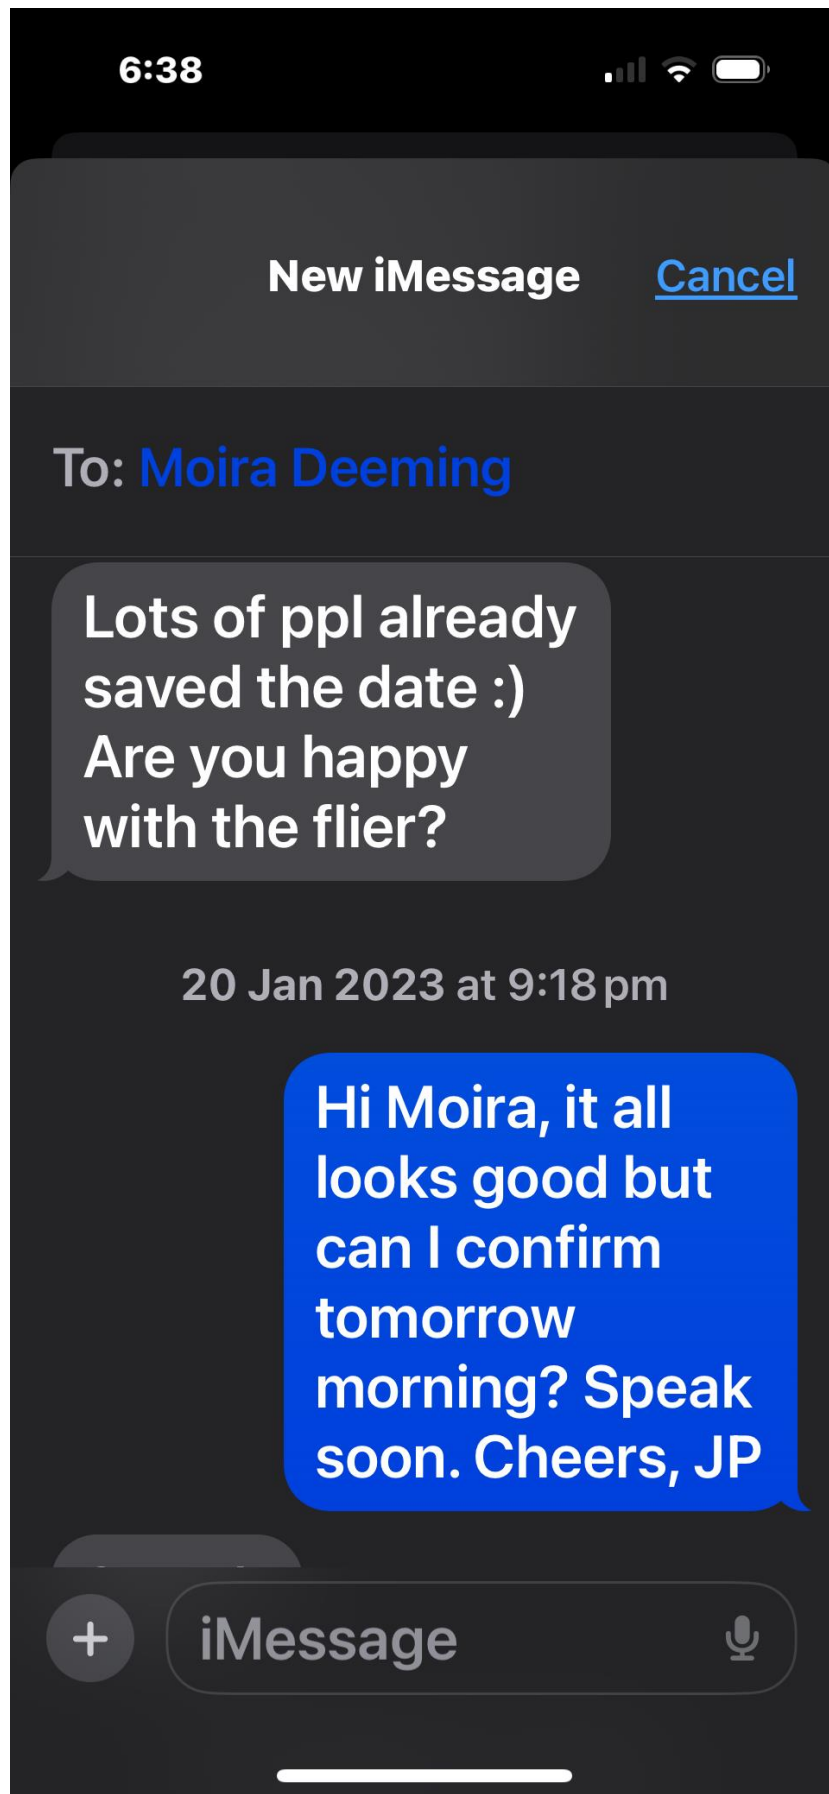 6:38
New iMessage Cancel
To: Moira Deeming
Lots of ppl already
saved the date :)
Are you happy
with the flier?
20 Jan 2023 at 9:18 pm
Hi Moira, it all
looks good but
can I confirm
tomorrow
morning? Speak
soon. Cheers, JP
iMessage